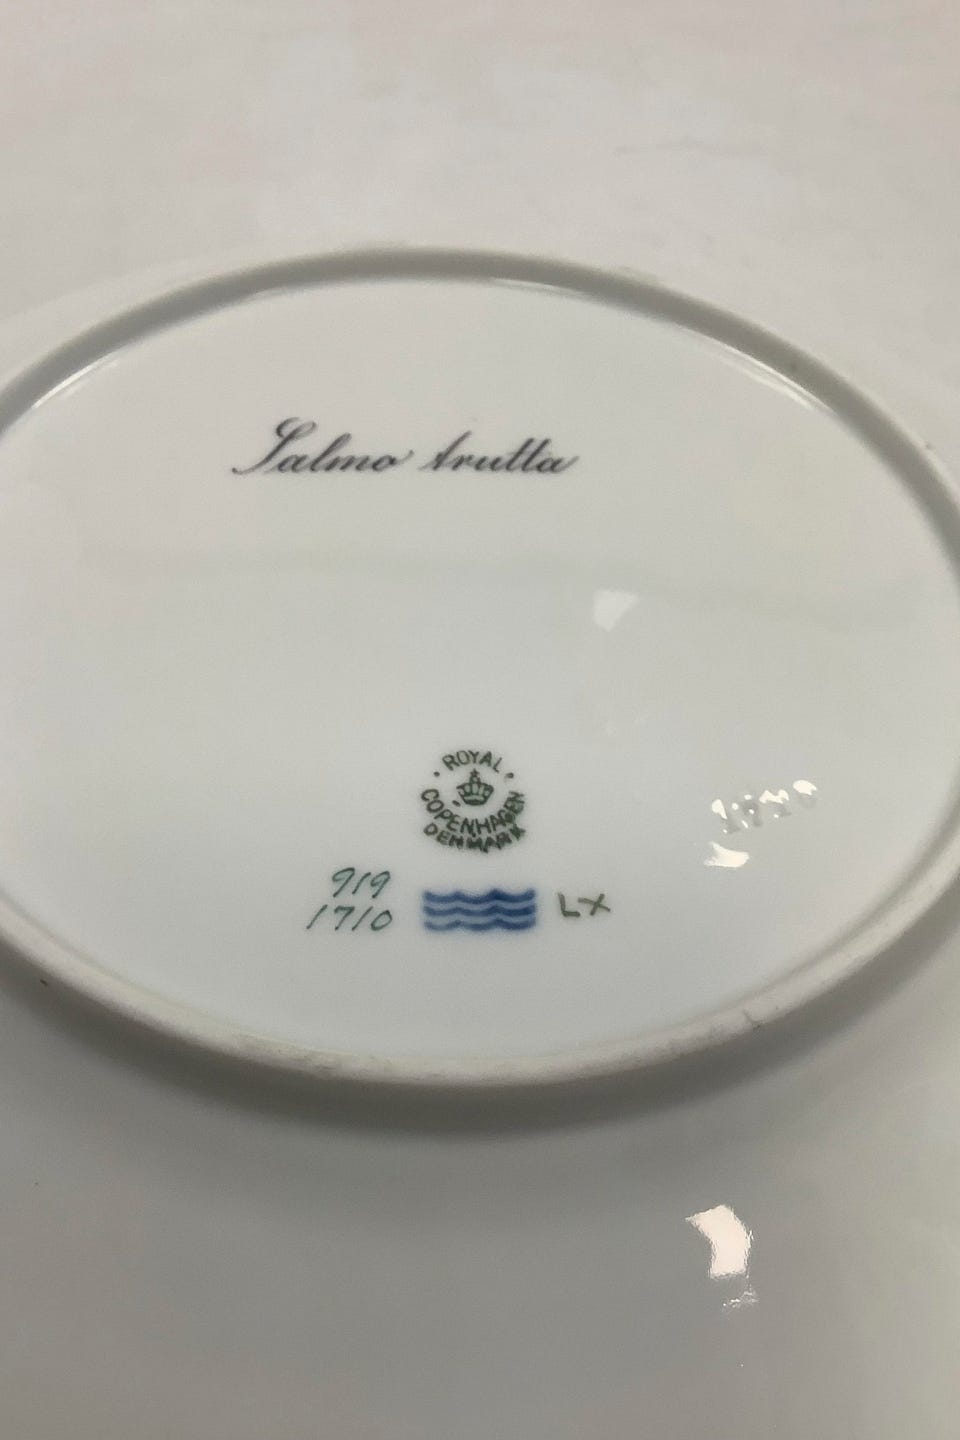 Salmo trutta
ROYAL
COPENHAGEN
DENMARK
919
1710
LX